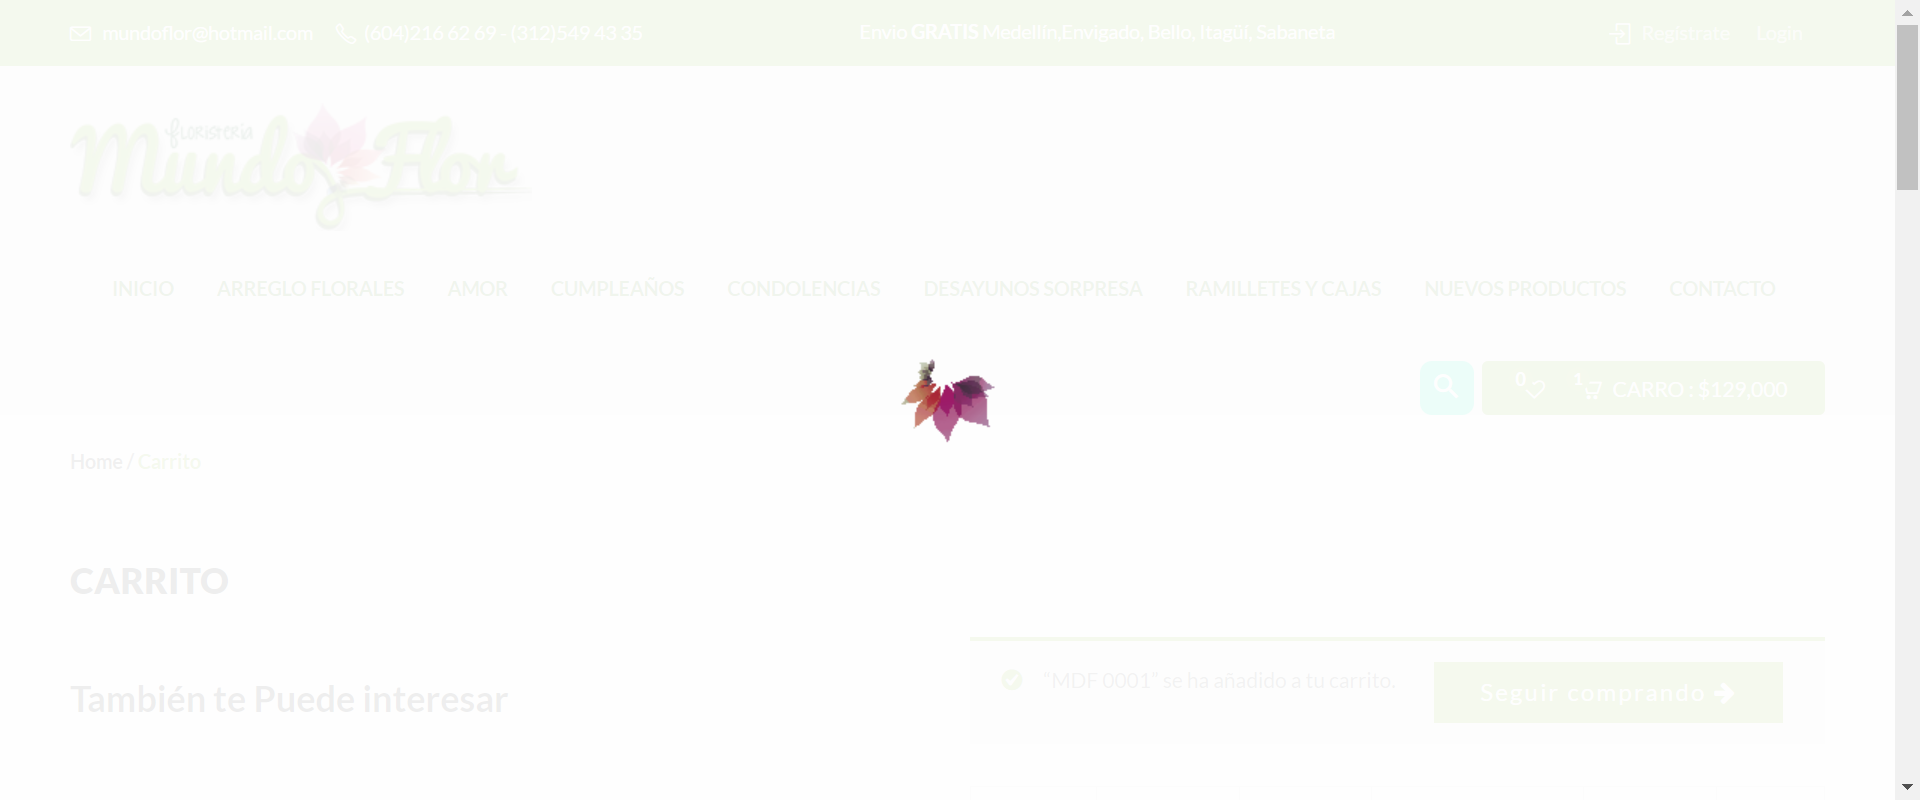 mundoflor@hotmail.com (604)216 62 69 - (312)549 43 35 Envio GRATIS Medellín,Envigado, Bello, Itagüí, Sabaneta Registrate Login
floristería
Mundo Flor
INICIO ARREGLO FLORALES AMOR CUMPLEAÑOS CONDOLENCIAS DESAYUNOS SORPRESA RAMILLETES Y CAJAS NUEVOS PRODUCTOS CONTACTO
0 1 CARRO : $129,000
Home / Carrito
CARRITO
“MDF 0001” se ha añadido a tu carrito. Seguir comprando
También te Puede interesar